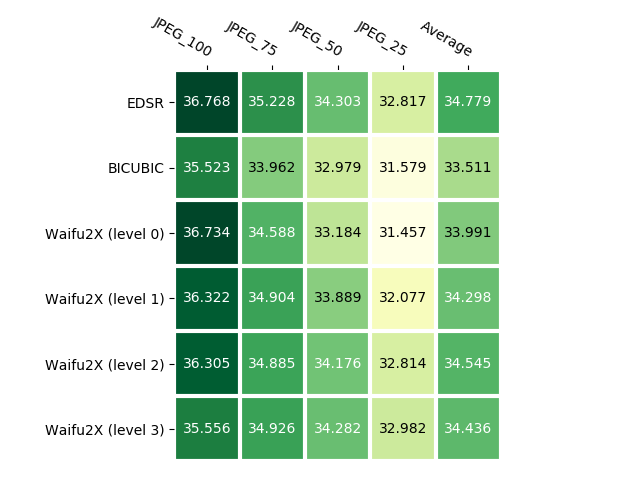 JPEG_100 JPEG_75 JPEG_50 JPEG_25 Average
EDSR 36.768 35.228 34.303 32.817 34.779
BICUBIC 35.523 33.962 32.979 31.579 33.511
Waifu2X (level 0) 36.734 34.588 33.184 31.457 33.991
Waifu2X (level 1) 36.322 34.904 33.889 32.077 34.298
Waifu2X (level 2) 36.305 34.885 34.176 32.814 34.545
Waifu2X (level 3) 35.556 34.926 34.282 32.982 34.436